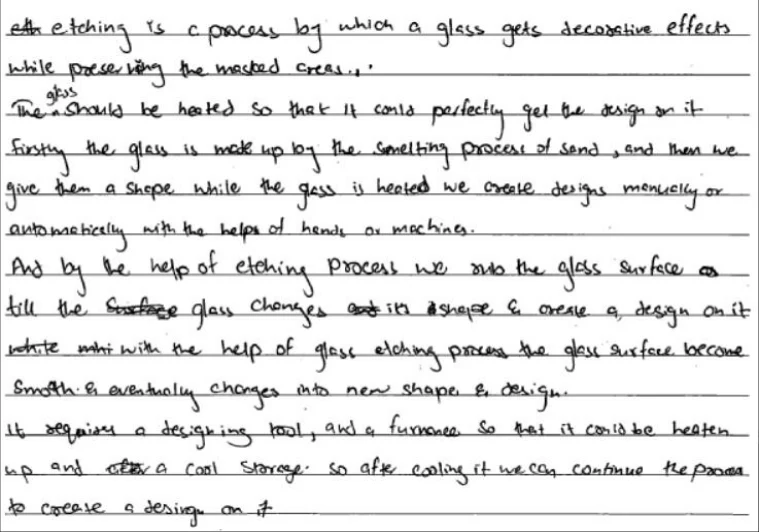 etching is a process by which a glass gets decorative effects
while preserving the masked areas.,.
The glass should be heated so that it could perfectly get the design on it
firstly the glass is made up by the smelting process of sand, and then we
give them a shape while the gass is heated we create designs manually or
automatically with the helps of hands or machines.
And by the help of etching process we rub the glass surface
till the glass changes its shape & crease a design on it
with the help of glass etching process the glass surface become
Smoth. & eventually changes into new shape & design.
It requires a designing tool, and a furnance so that it could be heaten
up and a cool storage. so after cooling it we can continue the process
to crease a desingn on it